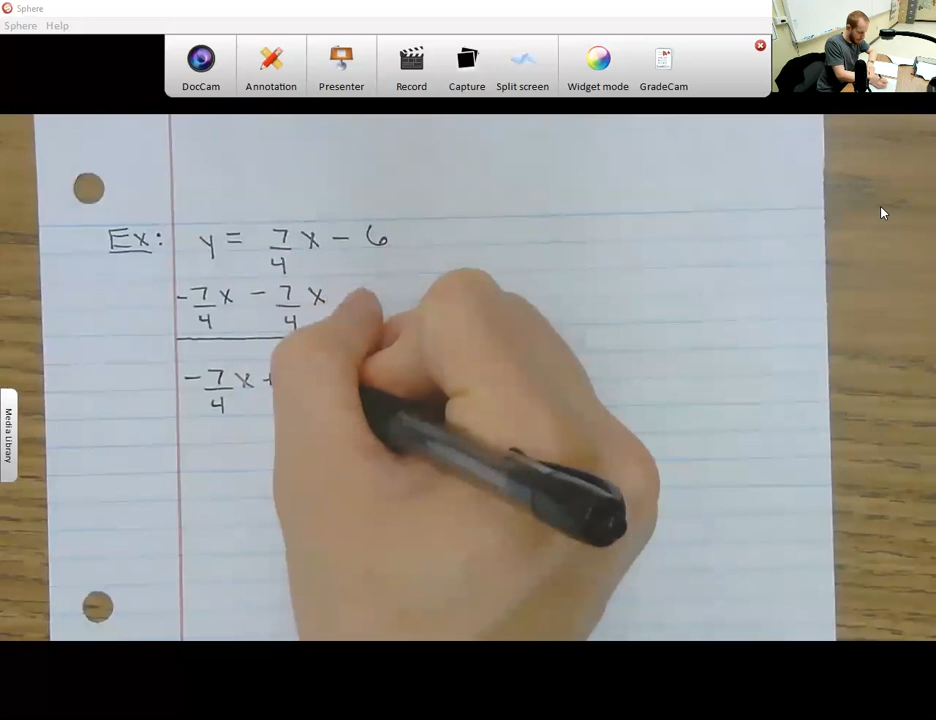 Sphere
Sphere Help
DocCam Annotation Presenter Record Capture Split screen Widget mode GradeCam
Media Library
Ex: y = 7/4 x - 6
-7/4 x - 7/4 x
-7/4 x +